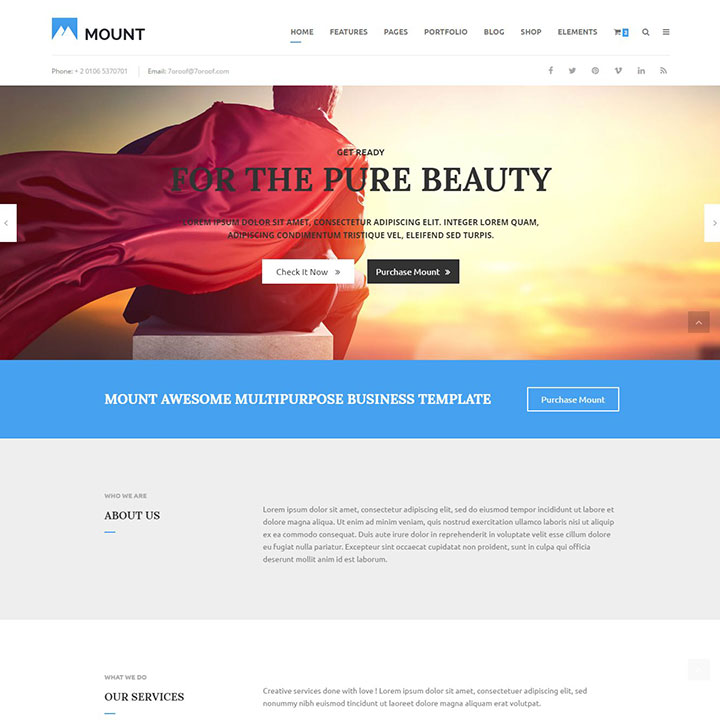 MOUNT
HOME FEATURES PAGES PORTFOLIO BLOG SHOP ELEMENTS 3
Phone: + 2 0106 5370701 Email: 7oroof@7oroof.com
GET READY
FOR THE PURE BEAUTY
LOREM IPSUM DOLOR SIT AMET, CONSECTETUR ADIPISCING ELIT. INTEGER LOREM QUAM,
ADIPISCING CONDIMENTUM TRISTIQUE VEL, ELEIFEND SED TURPIS.
Check It Now » Purchase Mount »
MOUNT AWESOME MULTIPURPOSE BUSINESS TEMPLATE
Purchase Mount
WHO WE ARE
ABOUT US
Lorem ipsum dolor sit amet, consectetur adipiscing elit, sed do eiusmod tempor incididunt ut labore et
dolore magna aliqua. Ut enim ad minim veniam, quis nostrud exercitation ullamco laboris nisi ut aliquip
ex ea commodo consequat. Duis aute irure dolor in reprehenderit in voluptate velit esse cillum dolore
eu fugiat nulla pariatur. Excepteur sint occaecat cupidatat non proident, sunt in culpa qui officia
deserunt mollit anim id est laborum.
WHAT WE DO
OUR SERVICES
Creative services done with love ! Lorem ipsum dolor sit amet, consectetur adipiscing elit, sed
nonummy nibh euismod tincidunt ut laoreet dolore magna aliquam erat volutpat.